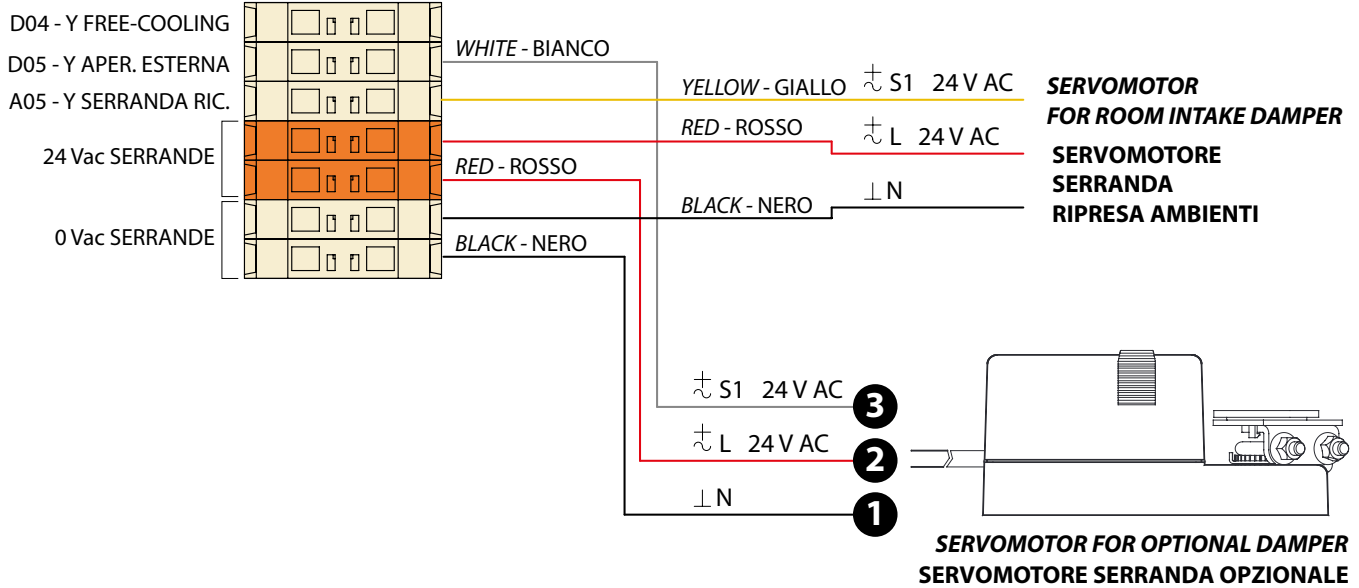 D04 - Y FREE-COOLING
D05 - Y APER. ESTERNA
A05 - Y SERRANDA RIC.
24 Vac SERRANDE
0 Vac SERRANDE
WHITE - BIANCO
YELLOW - GIALLO
S1 24 V AC
RED - ROSSO
L 24 V AC
RED - ROSSO
BLACK - NERO
⊥ N
BLACK - NERO
SERVOMOTOR
FOR ROOM INTAKE DAMPER
SERVOMOTORE
SERRANDA
RIPRESA AMBIENTI
S1 24 V AC
3
L 24 V AC
2
⊥ N
1
SERVOMOTOR FOR OPTIONAL DAMPER
SERVOMOTORE SERRANDA OPZIONALE